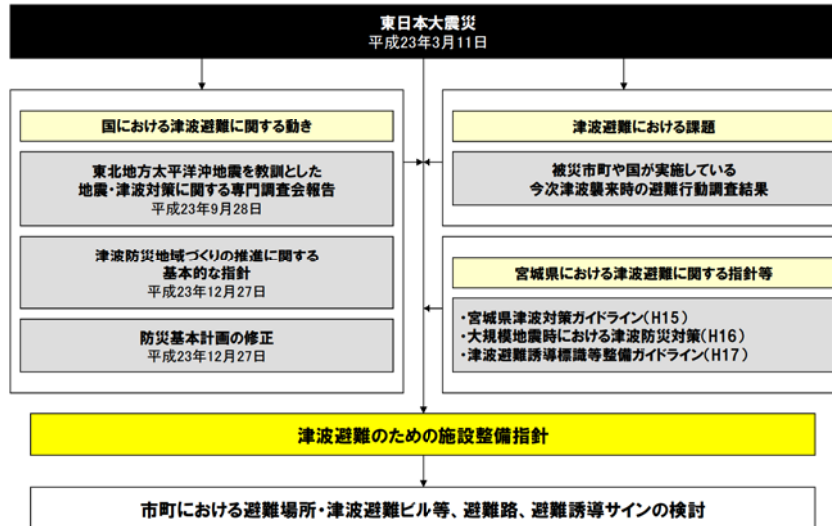 東日本大震災
平成23年3月11日
国における津波避難に関する動き
東北地方太平洋沖地震を教訓とした
地震・津波対策に関する専門調査会報告
平成23年9月28日
津波防災地域づくりの推進に関する
基本的な指針
平成23年12月27日
防災基本計画の修正
平成23年12月27日
津波避難における課題
被災市町や国が実施している
今次津波襲来時の避難行動調査結果
宮城県における津波避難に関する指針等
・宮城県津波対策ガイドライン(H15)
・大規模地震時における津波防災対策(H16)
・津波避難誘導標識等整備ガイドライン(H17)
津波避難のための施設整備指針
市町における避難場所・津波避難ビル等、避難路、避難誘導サインの検討